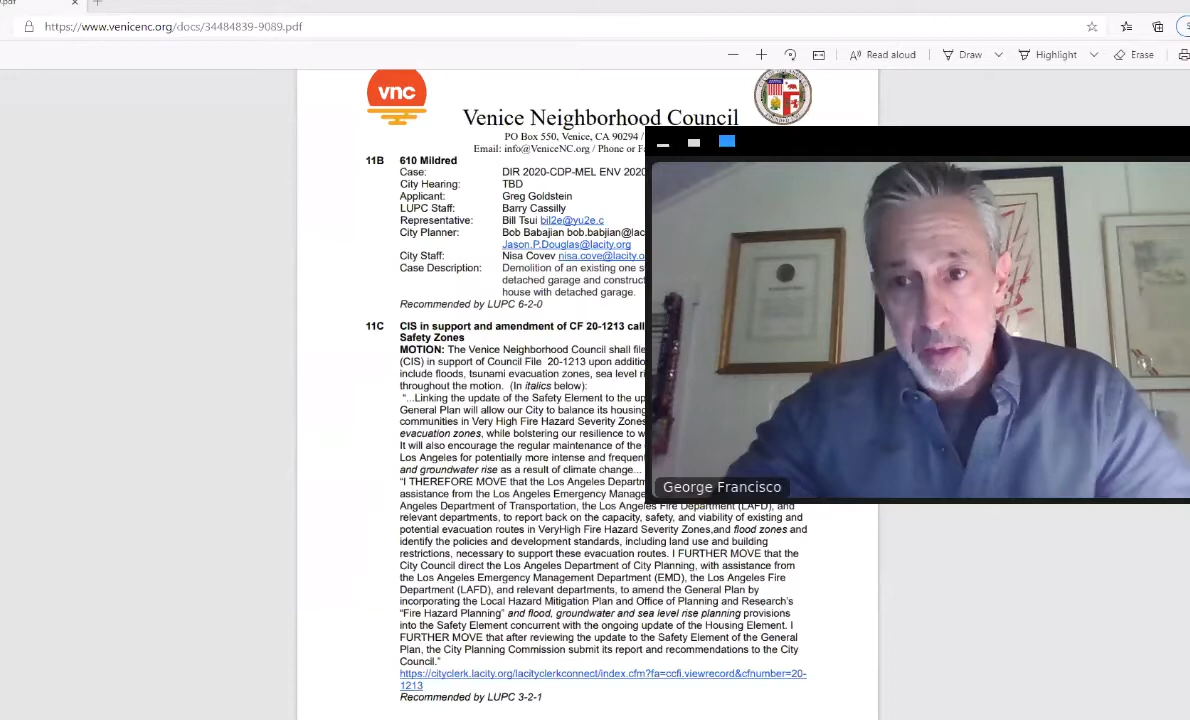 .pdf
https://www.venicenc.org/docs/34484839-9089.pdf
Read aloud
Draw
Highlight
Erase
vnc
Venice Neighborhood Council
PO Box 550, Venice, CA 90294 /
Email: info@VeniceNC.org / Phone or Fa
11B 610 Mildred
Case: DIR 2020-CDP-MEL ENV 2020
City Hearing: TBD
Applicant: Greg Goldstein
LUPC Staff: Barry Cassilly
Representative: Bill Tsui bil2e@yu2e.c
City Planner: Bob Babajian bob.babjian@lac
Jason.P.Douglas@lacity.org
City Staff: Nisa Covev nisa.cove@lacity.o
Case Description: Demolition of an existing one s
detached garage and construct
house with detached garage.
Recommended by LUPC 6-2-0
11C CIS in support and amendment of CF 20-1213 call
Safety Zones
MOTION: The Venice Neighborhood Council shall file
(CIS) in support of Council File 20-1213 upon additio
include floods, tsunami evacuation zones, sea level ri
throughout the motion. (In italics below):
"...Linking the update of the Safety Element to the up
General Plan will allow our City to balance its housing
communities in Very High Fire Hazard Severity Zones
evacuation zones, while bolstering our resilience to w
It will also encourage the regular maintenance of the
Los Angeles for potentially more intense and frequen
and groundwater rise as a result of climate change...
"I THEREFORE MOVE that the Los Angeles Departm
assistance from the Los Angeles Emergency Manage
Angeles Department of Transportation, the Los Angeles Fire Department (LAFD), and
relevant departments, to report back on the capacity, safety, and viability of existing and
potential evacuation routes in VeryHigh Fire Hazard Severity Zones,and flood zones and
identify the policies and development standards, including land use and building
restrictions, necessary to support these evacuation routes. I FURTHER MOVE that the
City Council direct the Los Angeles Department of City Planning, with assistance from
the Los Angeles Emergency Management Department (EMD), the Los Angeles Fire
Department (LAFD), and relevant departments, to amend the General Plan by
incorporating the Local Hazard Mitigation Plan and Office of Planning and Research's
"Fire Hazard Planning" and flood, groundwater and sea level rise planning provisions
into the Safety Element concurrent with the ongoing update of the Housing Element. I
FURTHER MOVE that after reviewing the update to the Safety Element of the General
Plan, the City Planning Commission submit its report and recommendations to the City
Council."
https://cityclerk.lacity.org/lacityclerkconnect/index.cfm?fa=ccfi.viewrecord&cfnumber=20-
1213
Recommended by LUPC 3-2-1
George Francisco